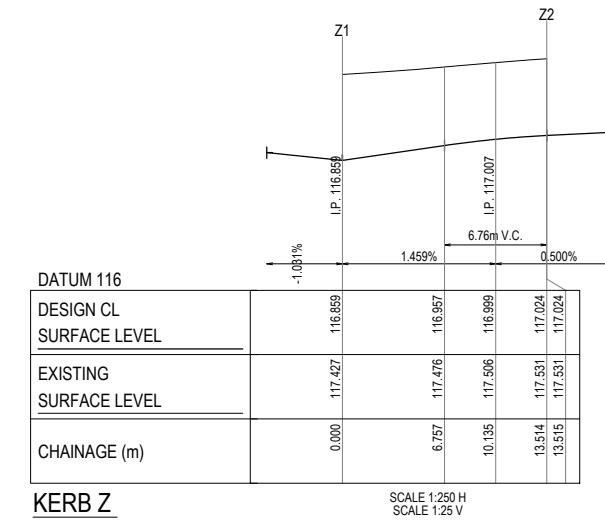 Z1
Z2
I.P. 116.859
I.P. 117.007
6.76m V.C.
-1.031%
1.459%
0.500%
DATUM 116
DESIGN CL
SURFACE LEVEL
116.859
116.957
116.999
117.024
117.024
EXISTING
SURFACE LEVEL
117.427
117.476
117.506
117.531
117.531
CHAINAGE (m)
0.000
6.757
10.135
13.514
13.515
KERB Z
SCALE 1:250 H
SCALE 1:25 V